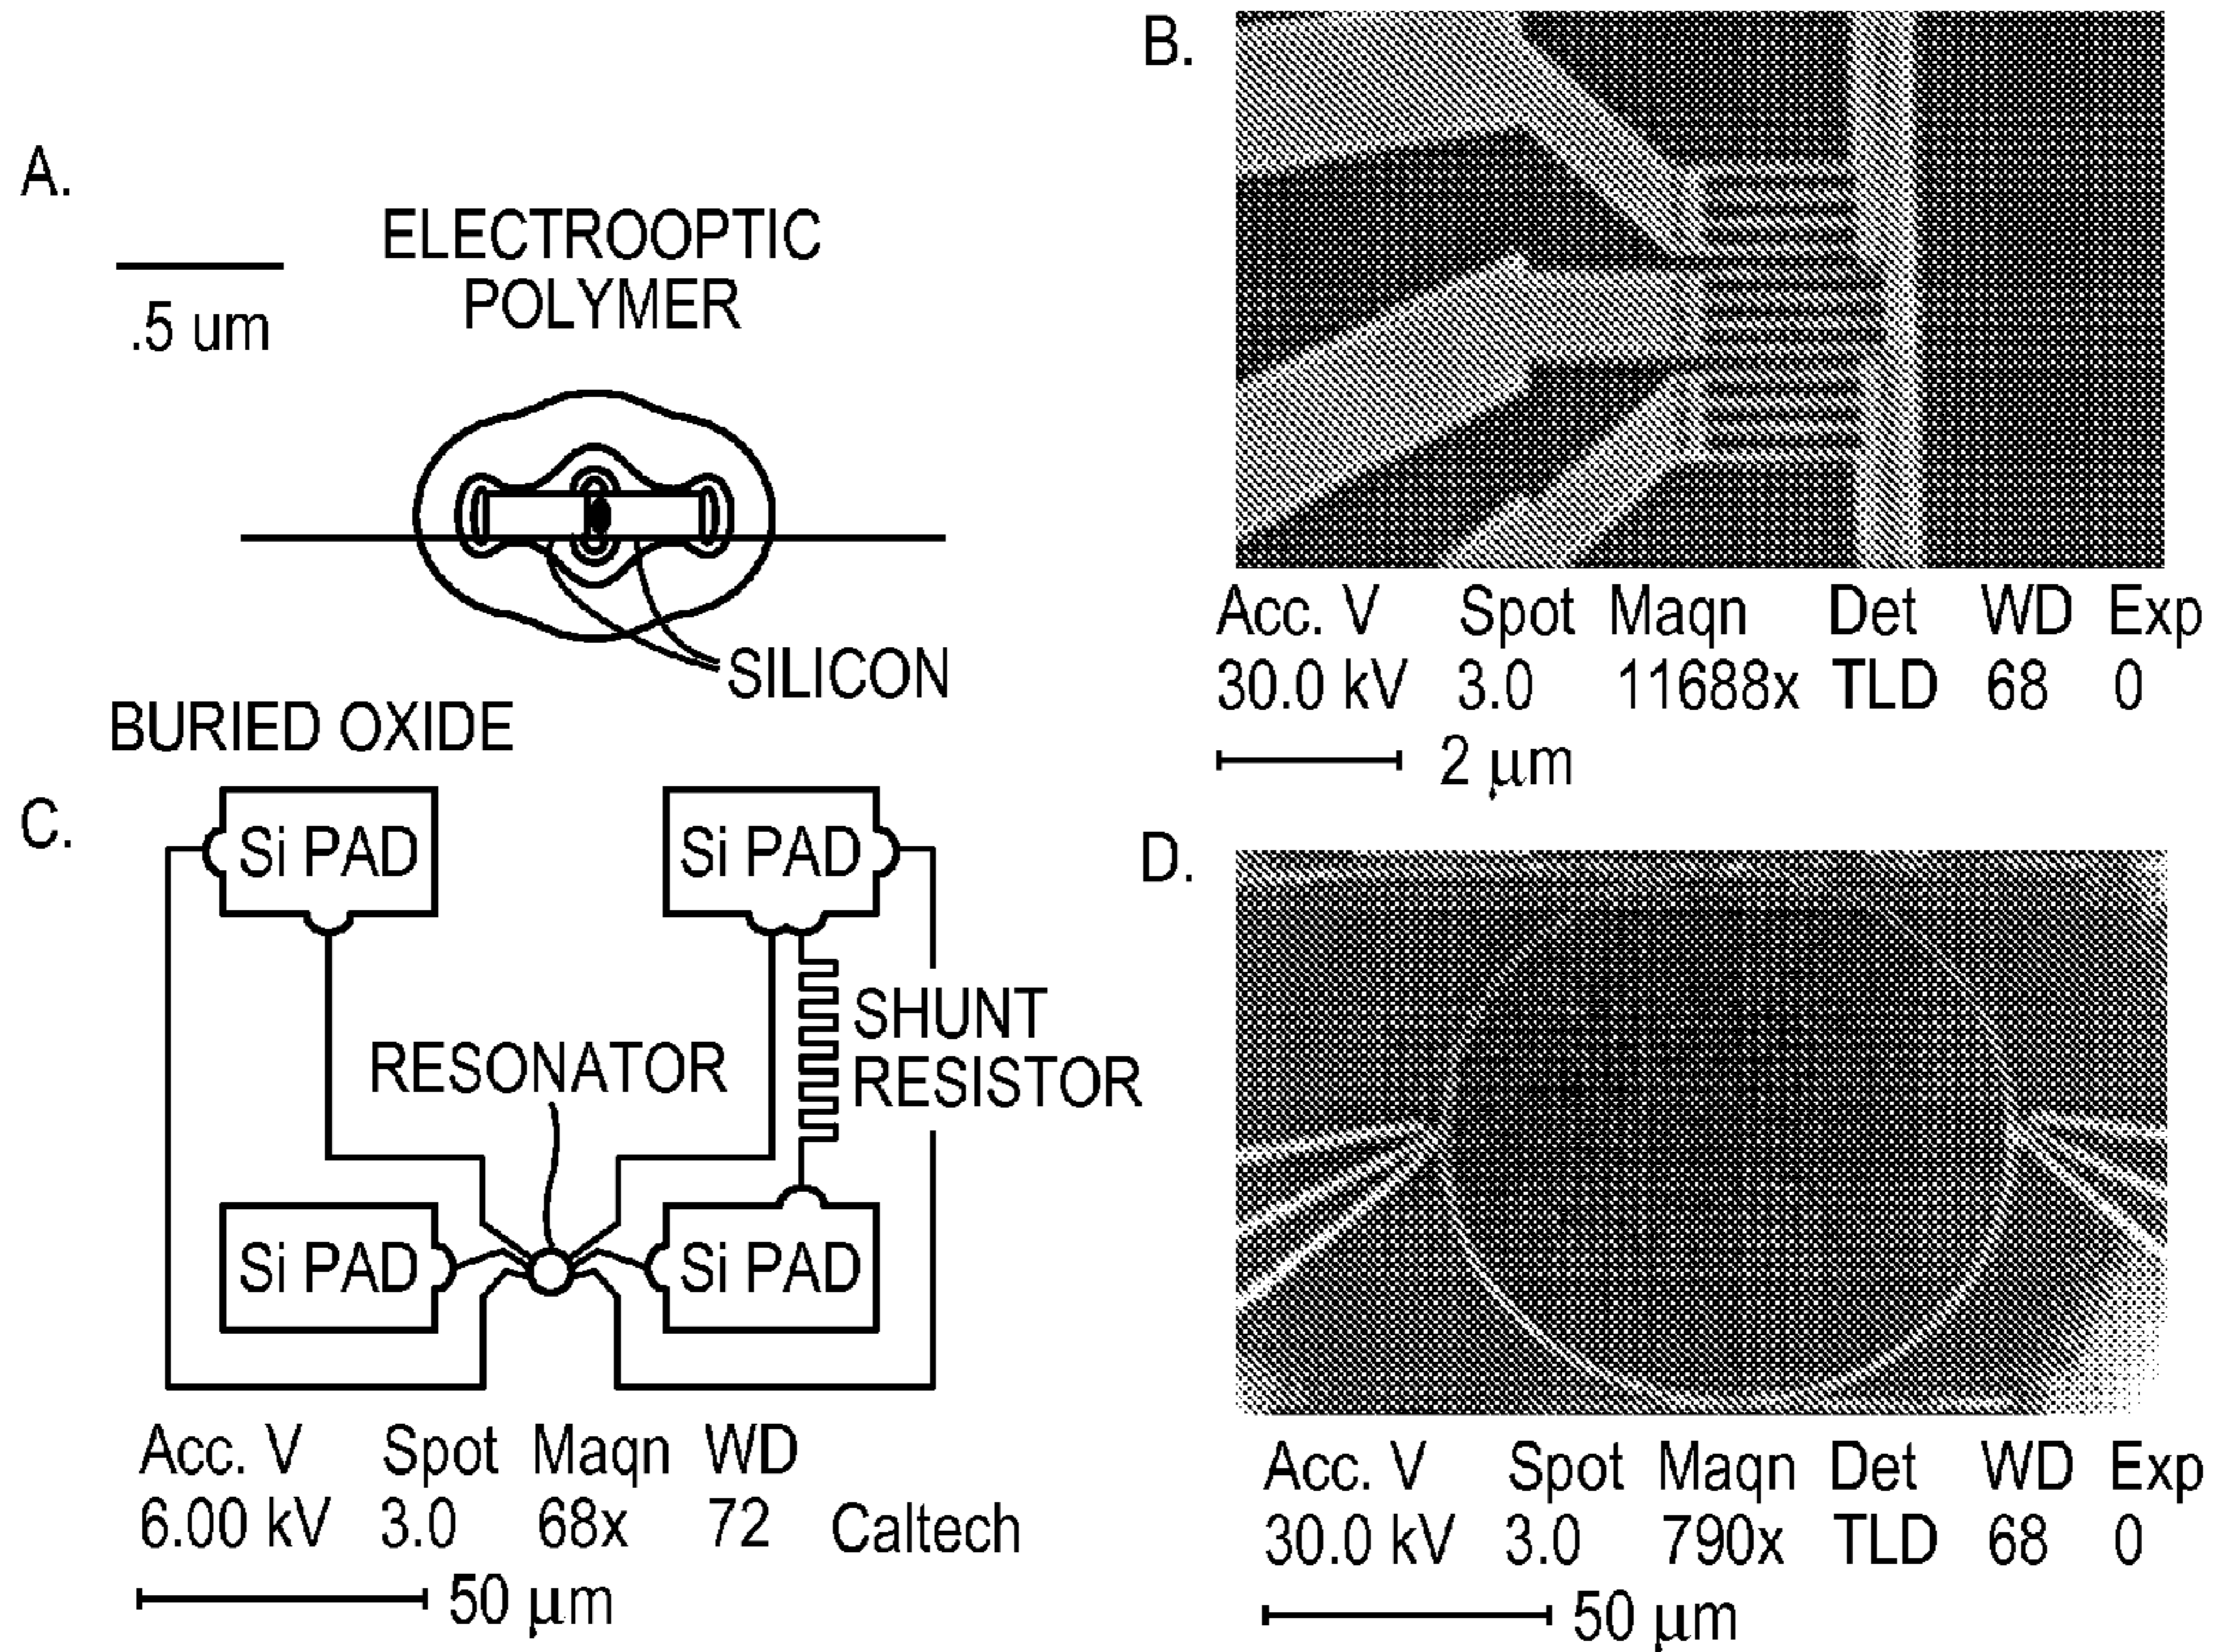 A.
.5 um
ELECTROOPTIC
POLYMER
SILICON
BURIED OXIDE
B.
Acc. V Spot Maqn Det WD Exp
30.0 kV 3.0 11688x TLD 68 0
2 μm
C.
Si PAD Si PAD
SHUNT
RESISTOR
RESONATOR
Si PAD Si PAD
Acc. V Spot Maqn WD
6.00 kV 3.0 68x 72 Caltech
50 μm
D.
Acc. V Spot Maqn Det WD Exp
30.0 kV 3.0 790x TLD 68 0
50 μm